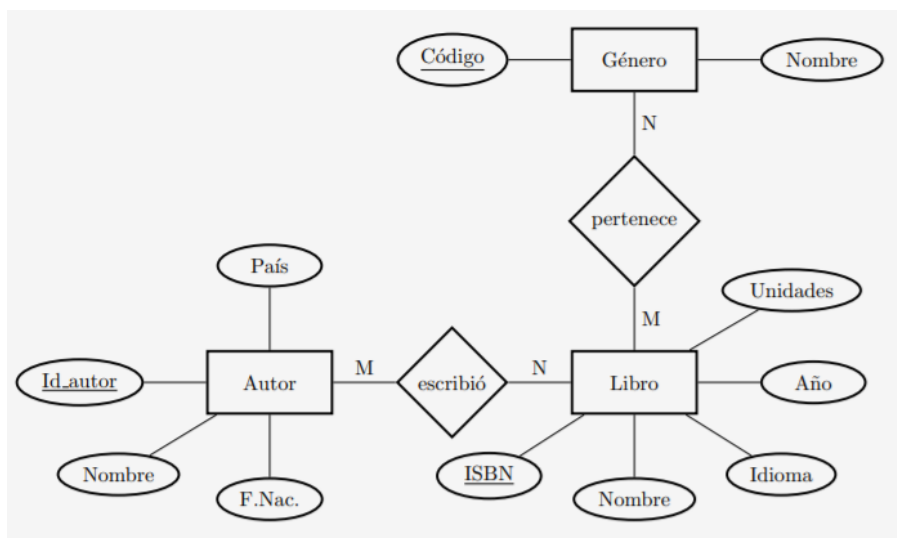 Código
Género
Nombre
N
pertenece
País
Unidades
M
Id_autor
Autor
M
escribió
N
Libro
Año
Nombre
F.Nac.
ISBN
Nombre
Idioma